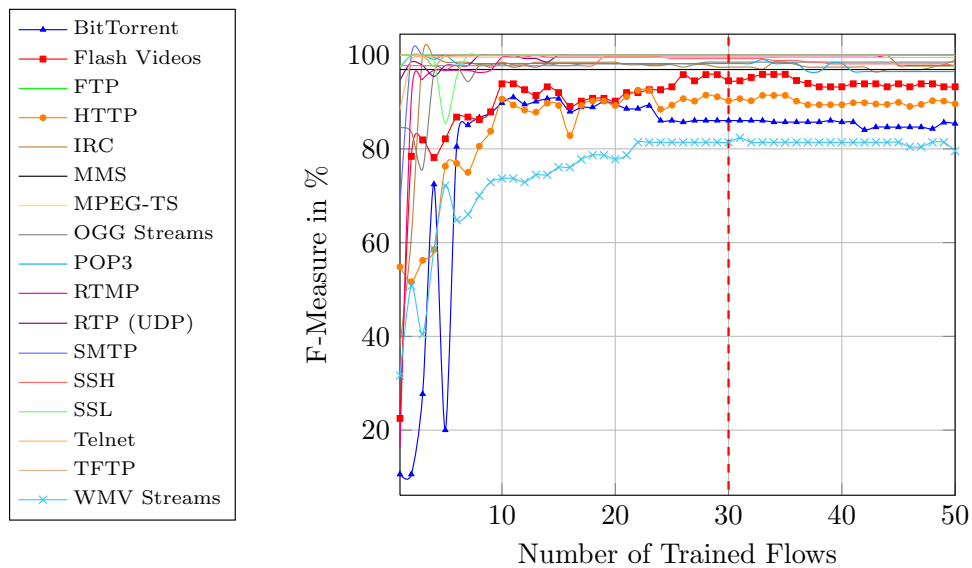 BitTorrent
Flash Videos
FTP
HTTP
IRC
MMS
MPEG-TS
OGG Streams
POP3
RTMP
RTP (UDP)
SMTP
SSH
SSL
Telnet
TFTP
WMV Streams
F-Measure in %
100
80
60
40
20
10 20 30 40 50
Number of Trained Flows